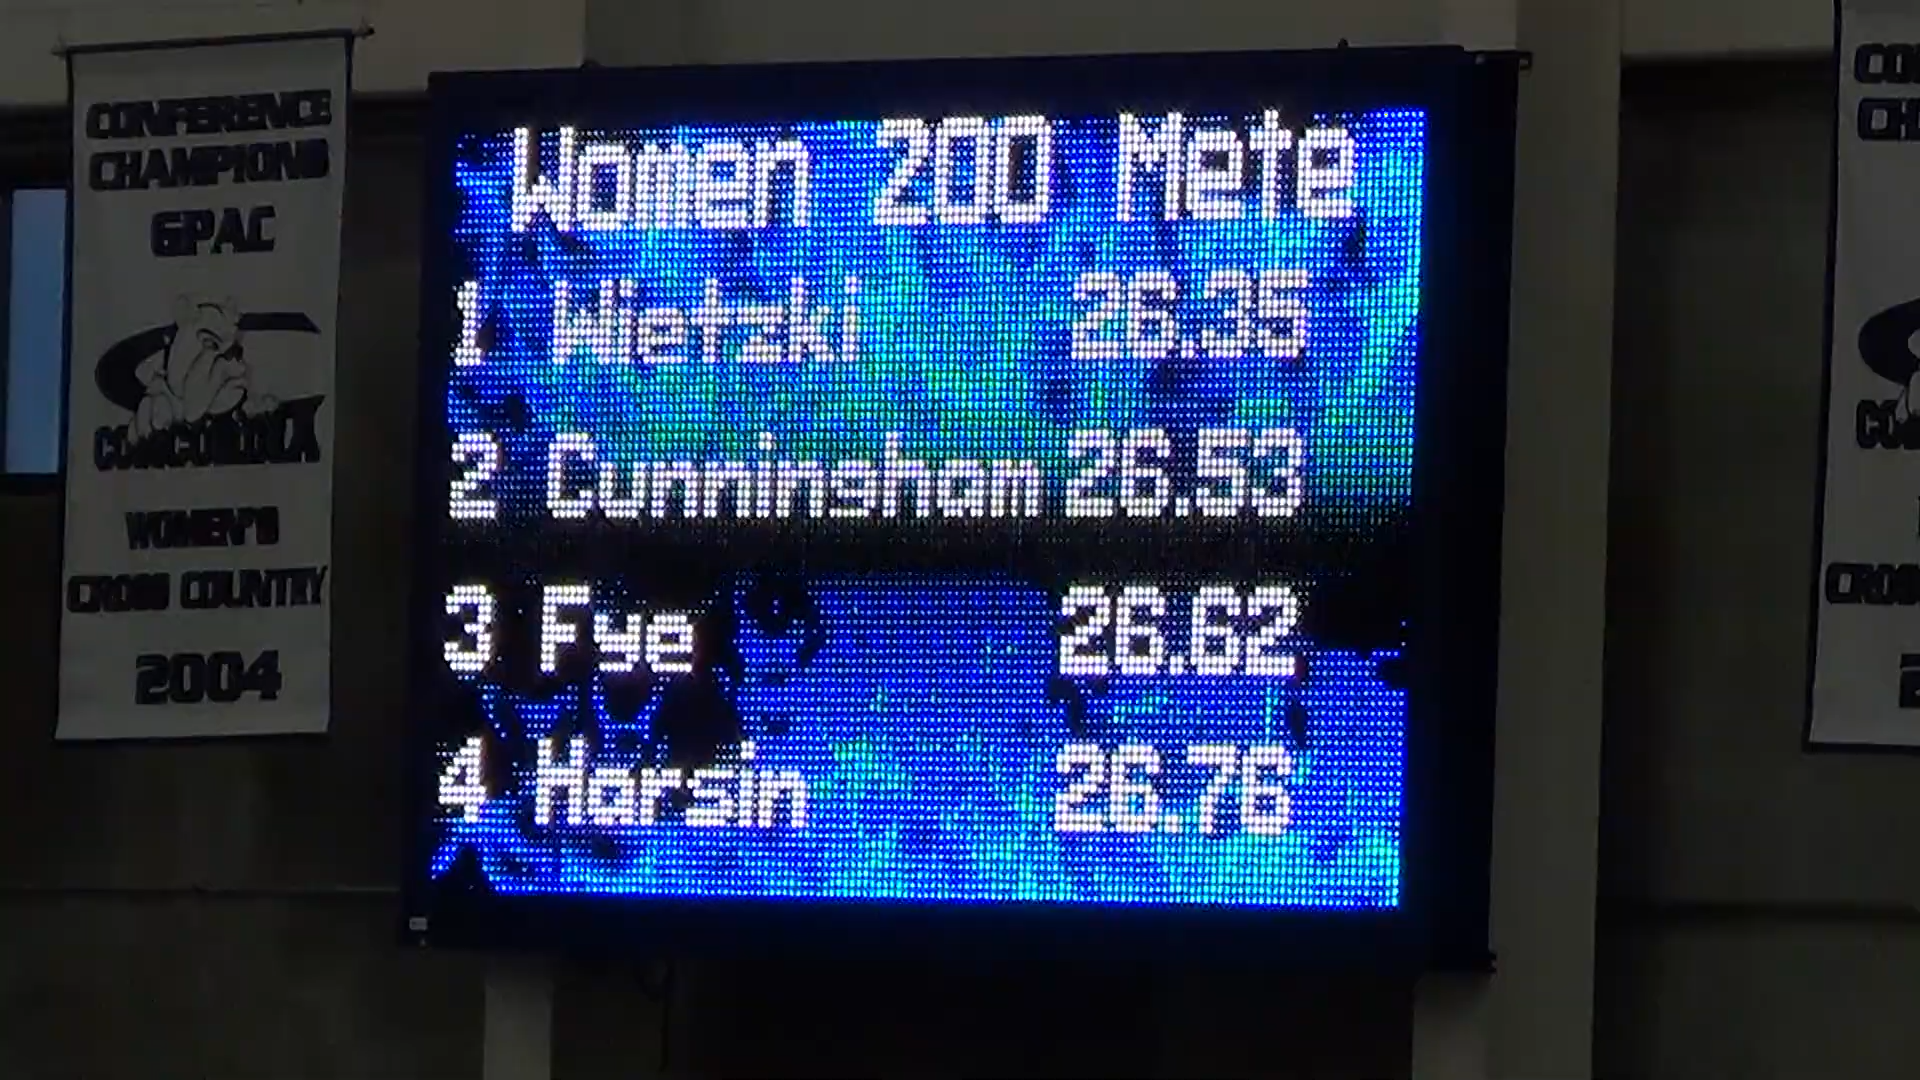 CONFERENCE
CHAMPIONS
GPAC
CONCORDIA
WOMEN'S
CROSS COUNTRY
2004
Women 200 Mete
1 Wietzki 26.35
2 Cunningham 26.53
3 Fye 26.62
4 Harsin 26.76